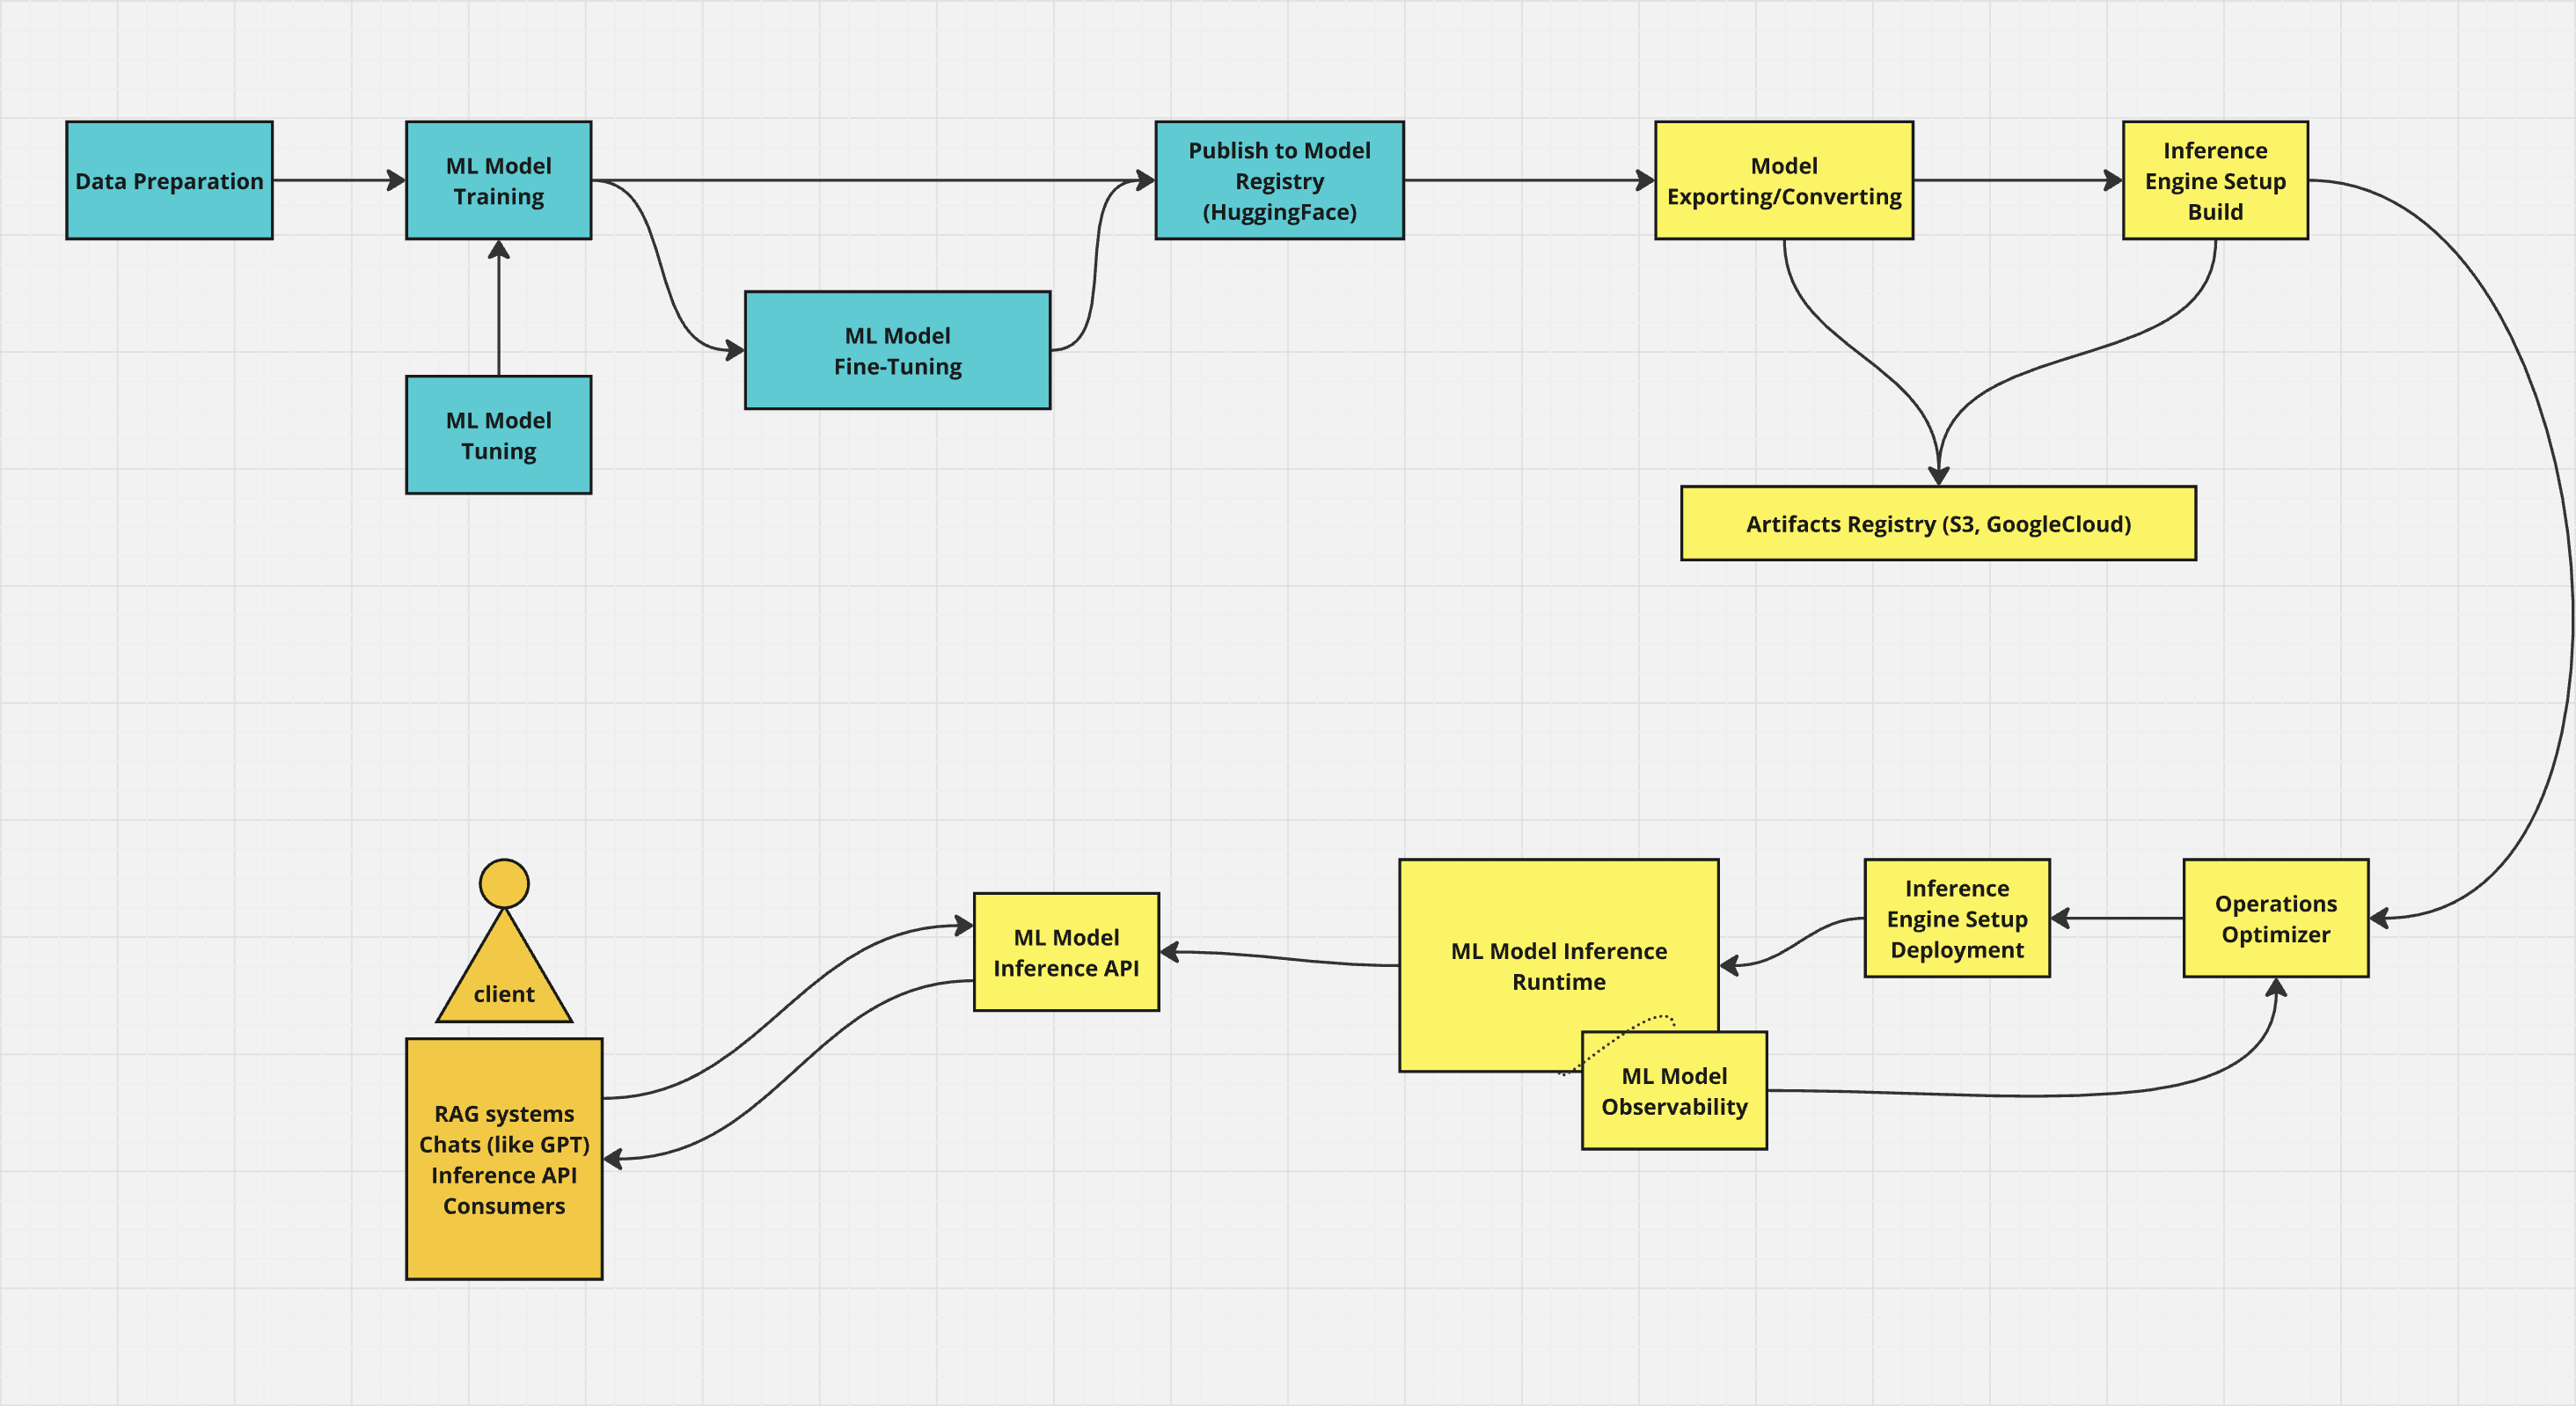 Data Preparation
ML Model
Training
Publish to Model
Registry
(HuggingFace)
Model
Exporting/Converting
Inference
Engine Setup
Build
ML Model
Fine-Tuning
ML Model
Tuning
Artifacts Registry (S3, GoogleCloud)
client
RAG systems
Chats (like GPT)
Inference API
Consumers
ML Model
Inference API
ML Model Inference
Runtime
ML Model
Observability
Inference
Engine Setup
Deployment
Operations
Optimizer